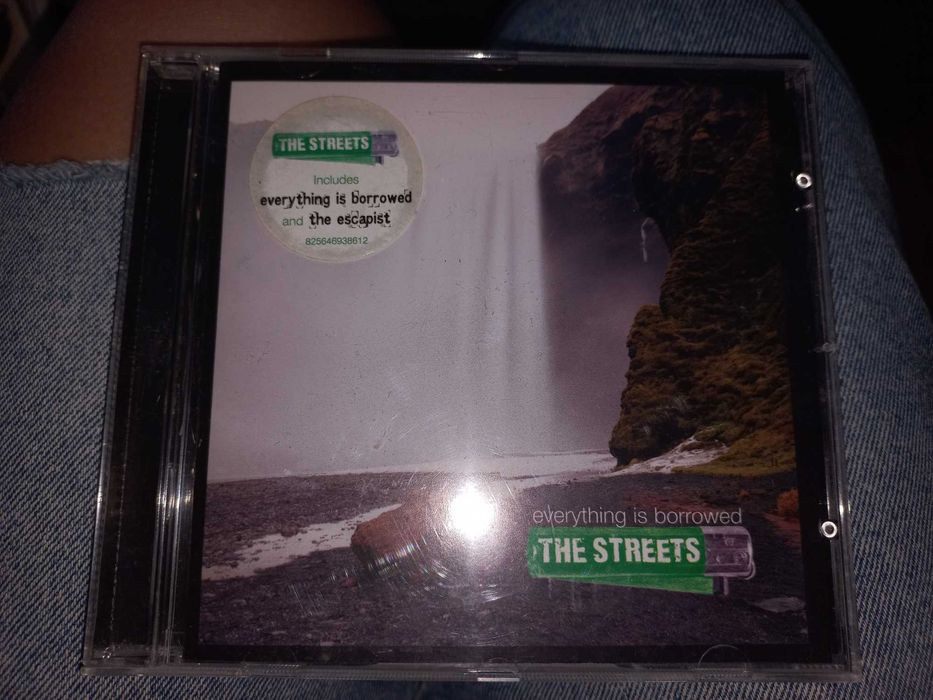 THE STREETS
Includes
everything is borrowed
and the escapist
825646938612
everything is borrowed
THE STREETS